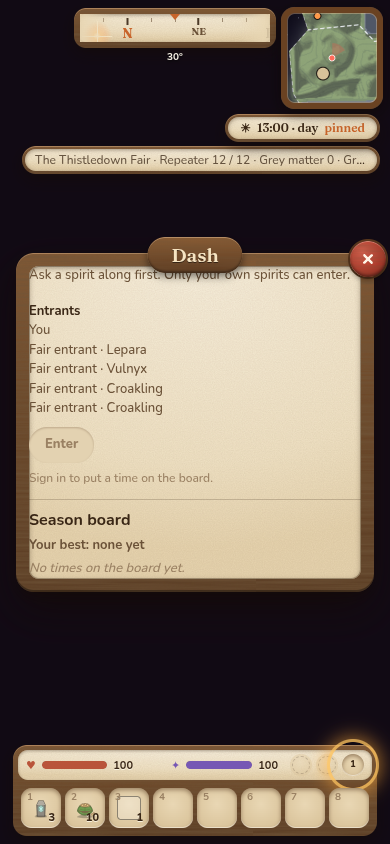 N NE
30°
13:00 · day pinned
The Thistledown Fair · Repeater 12 / 12 · Grey matter 0 · Gr...
Dash
Ask a spirit along first. Only your own spirits can enter.
Entrants
You
Fair entrant · Lepara
Fair entrant · Vulnyx
Fair entrant · Croakling
Fair entrant · Croakling
Enter
Sign in to put a time on the board.
Season board
Your best: none yet
No times on the board yet.
100 100 1
1 2 3 4 5 6 7 8
3 10 1